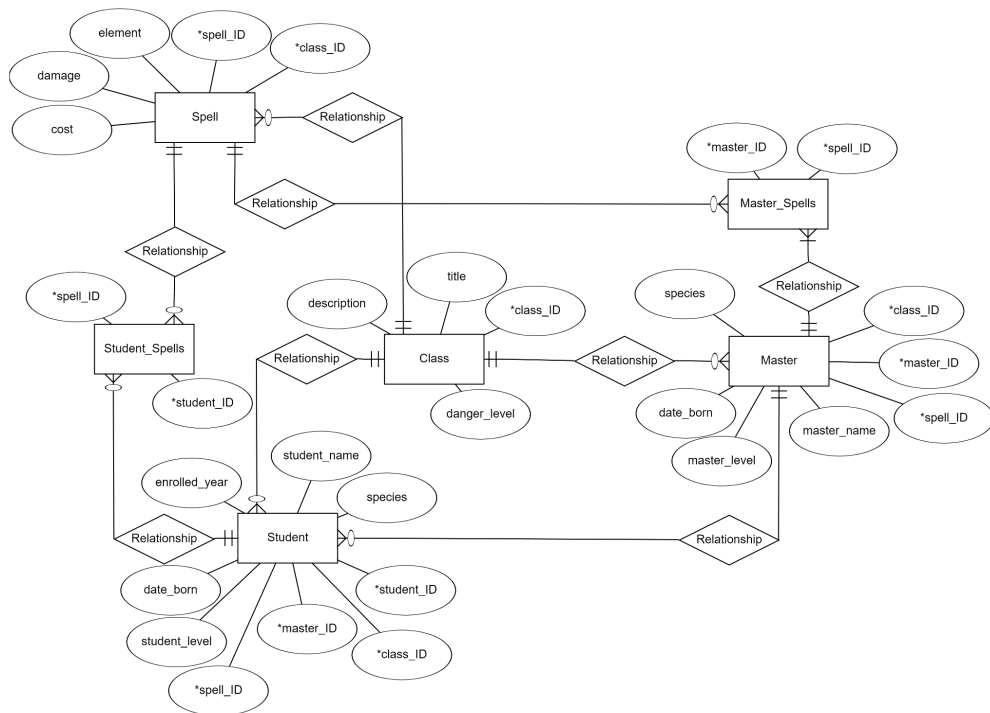 element
*spell_ID
*class_ID
damage
cost
Spell
Relationship
*master_ID
*spell_ID
Relationship
Master_Spells
Relationship
title
*spell_ID
description
*class_ID
species
Relationship
*class_ID
Student_Spells
Relationship
Class
Relationship
Master
*master_ID
*student_ID
danger_level
date_born
master_name
*spell_ID
master_level
student_name
enrolled_year
species
Relationship
Student
Relationship
date_born
*student_ID
student_level
*master_ID
*class_ID
*spell_ID